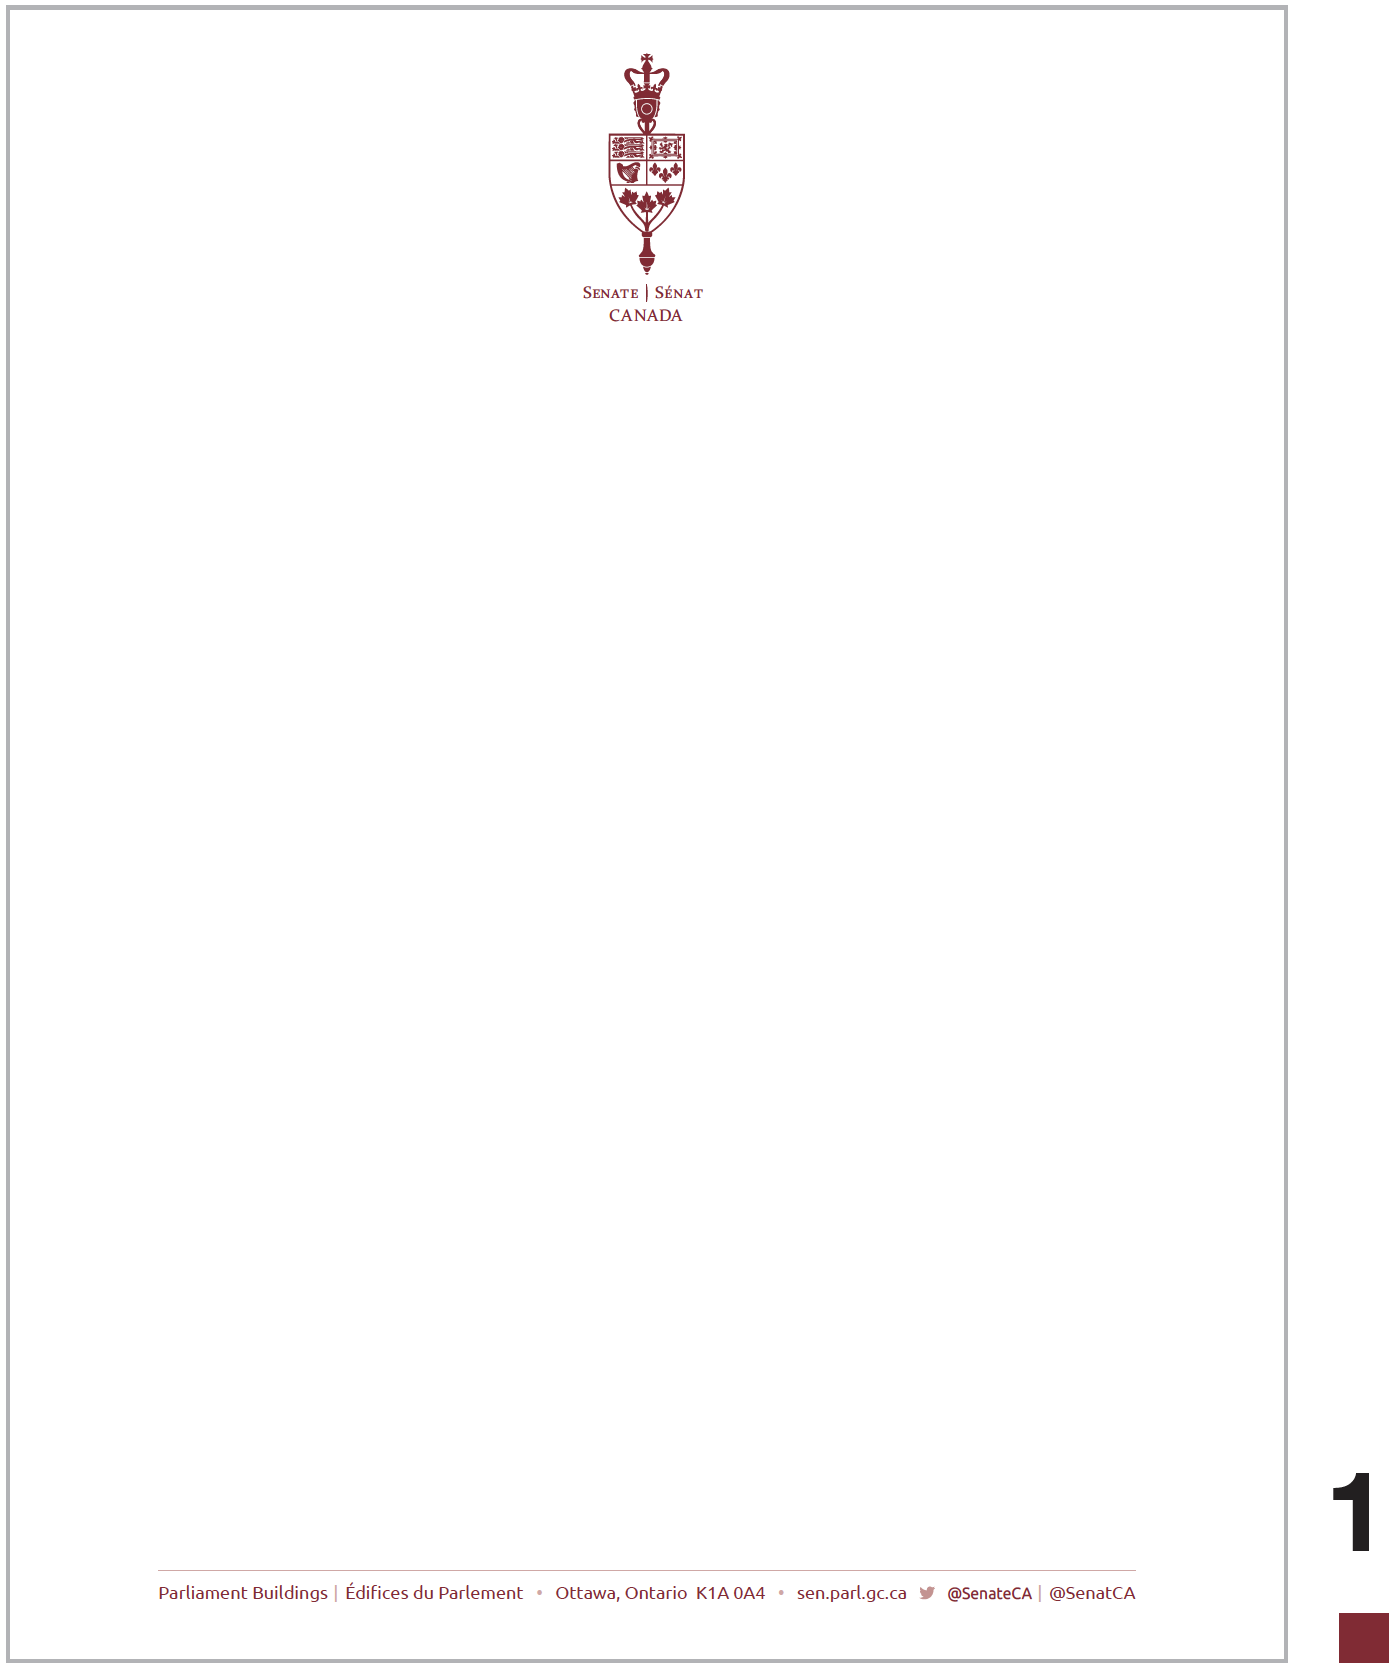 SENATE | SÉNAT
CANADA
1
Parliament Buildings | Édifices du Parlement • Ottawa, Ontario K1A 0A4 • sen.parl.gc.ca @SenateCA | @SenatCA